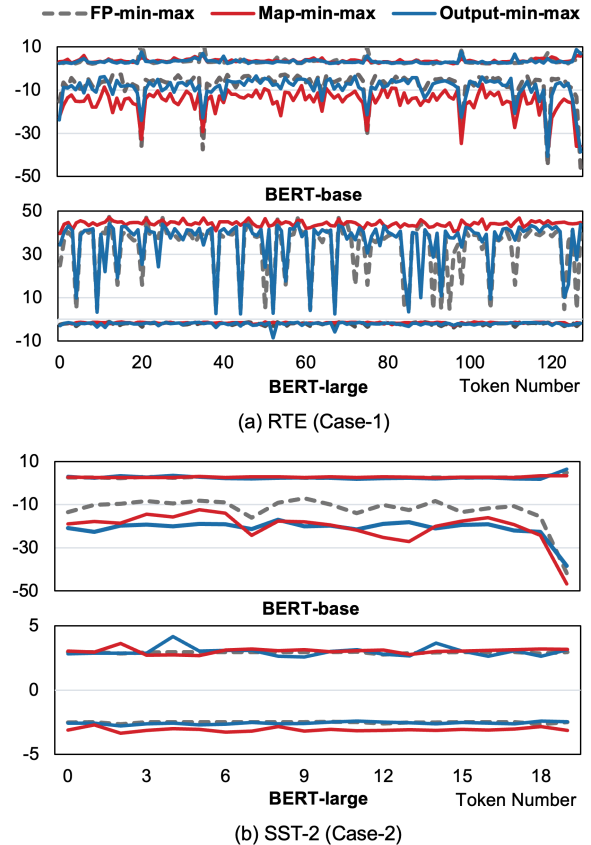 FP-min-max Map-min-max Output-min-max
10
-10
-30
-50
BERT-base
50
30
10
-10
0 20 40 60 80 100 120
BERT-large Token Number
(a) RTE (Case-1)
10
-10
-30
-50
BERT-base
5
0
-5
0 3 6 9 12 15 18
BERT-large Token Number
(b) SST-2 (Case-2)